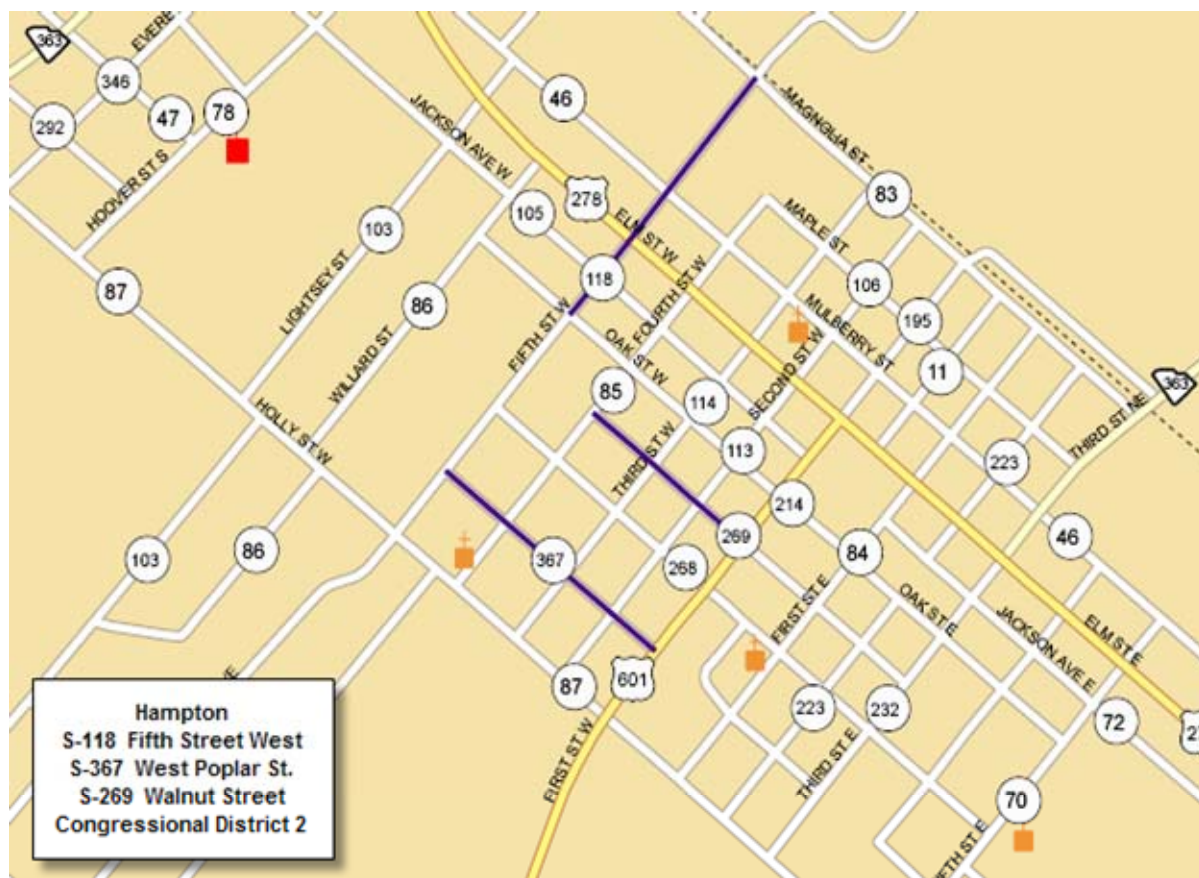 363
EVERE
346
47
78
292
HOOVER ST S
JACKSON AVE W
46
MAGNOLIA ST
278
ELM ST W
83
105
103
LIGHTSEY ST
87
86
WILLARD ST
118
FOURTH ST W
MAPLE ST
106
195
MULBERRY ST
11
FIFTH ST W
OAK ST W
SECOND ST W
363
THIRD ST NE
HOLLY ST W
85
114
113
THIRD ST W
223
214
269
46
84
103
86
367
268
FIRST ST E
OAK ST E
JACKSON AVE E
ELM ST E
87
601
FIRST ST W
223
232
THIRD ST E
72
27
70
FTH ST E
E
Hampton
S-118 Fifth Street West
S-367 West Poplar St.
S-269 Walnut Street
Congressional District 2